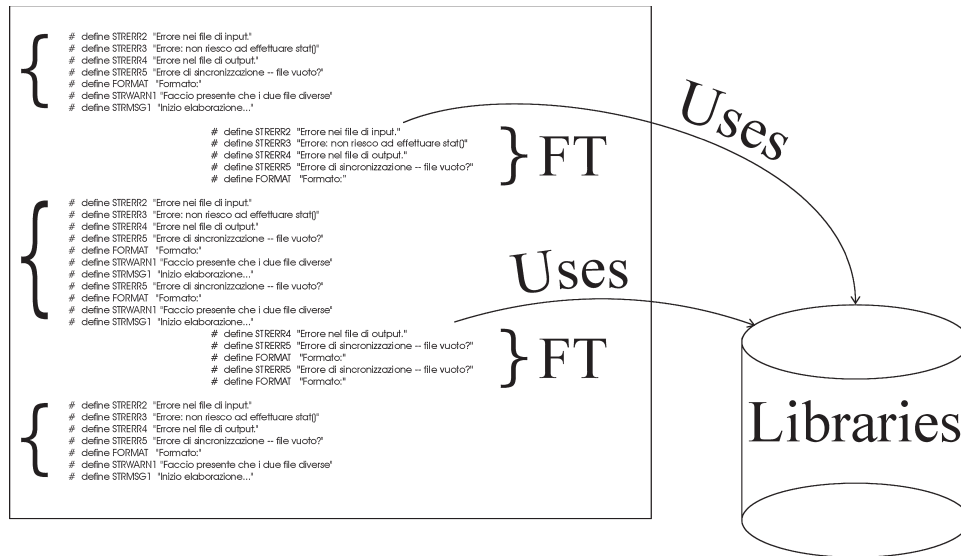 # define STRERR2 "Errore nei file di input."
# define STRERR3 "Errore: non riesco ad effettuare stat()"
# define STRERR4 "Errore nel file di output."
# define STRERR5 "Errore di sincronizzazione -- file vuoto?"
# define FORMAT "Formato:"
# define STRWARN1 "Faccio presente che i due file diverse"
# define STRMSG1 "Inizio elaborazione..."
Uses
# define STRERR2 "Errore nei file di input."
# define STRERR3 "Errore: non riesco ad effettuare stat()"
# define STRERR4 "Errore nel file di output."
# define STRERR5 "Errore di sincronizzazione -- file vuoto?"
# define FORMAT "Formato:"
FT
# define STRERR2 "Errore nei file di input."
# define STRERR3 "Errore: non riesco ad effettuare stat()"
# define STRERR4 "Errore nel file di output."
# define STRERR5 "Errore di sincronizzazione -- file vuoto?"
# define FORMAT "Formato:"
# define STRWARN1 "Faccio presente che i due file diverse"
# define STRMSG1 "Inizio elaborazione..."
# define STRERR5 "Errore di sincronizzazione -- file vuoto?"
# define FORMAT "Formato:"
# define STRWARN1 "Faccio presente che i due file diverse"
# define STRMSG1 "Inizio elaborazione..."
Uses
# define STRERR4 "Errore nel file di output."
# define STRERR5 "Errore di sincronizzazione -- file vuoto?"
# define FORMAT "Formato:"
# define STRERR5 "Errore di sincronizzazione -- file vuoto?"
# define FORMAT "Formato:"
FT
# define STRERR2 "Errore nei file di input."
# define STRERR3 "Errore: non riesco ad effettuare stat()"
# define STRERR4 "Errore nel file di output."
# define STRERR5 "Errore di sincronizzazione -- file vuoto?"
# define FORMAT "Formato:"
# define STRWARN1 "Faccio presente che i due file diverse"
# define STRMSG1 "Inizio elaborazione..."
Libraries